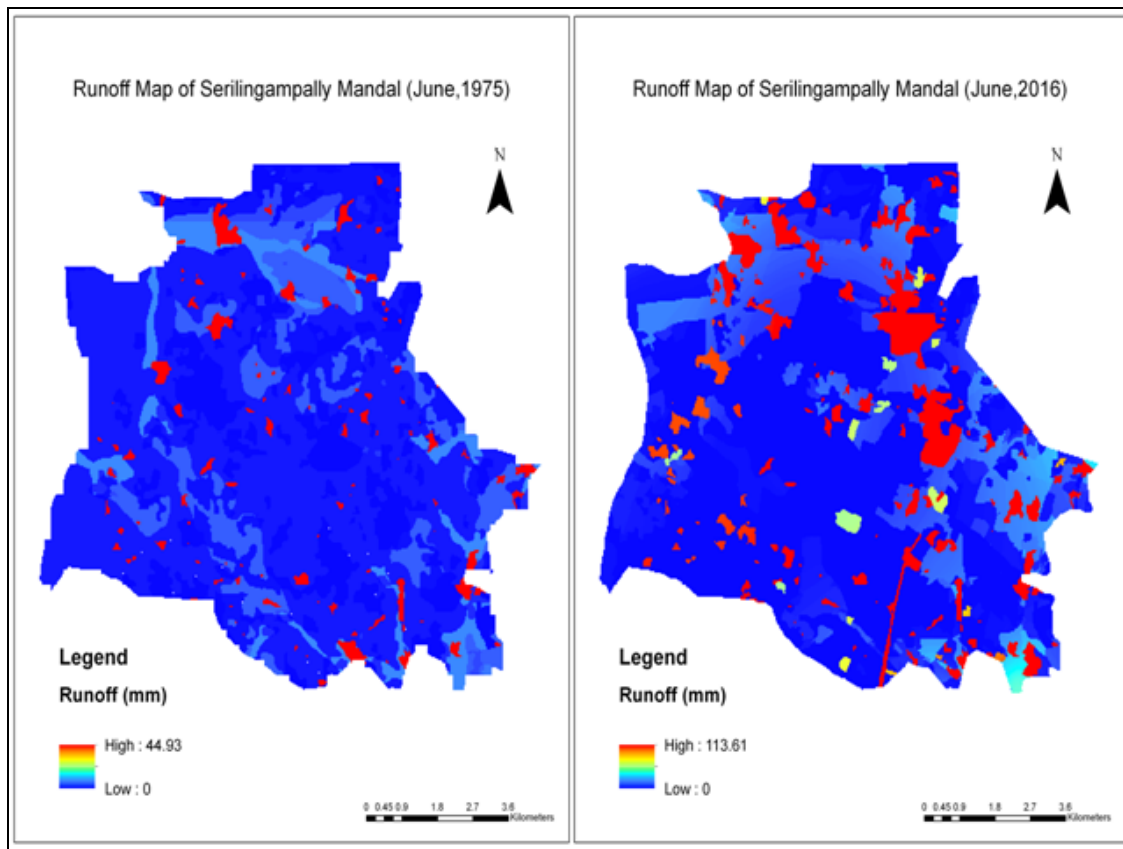 Runoff Map of Serilingampally Mandal (June,1975)
N
Legend
Runoff (mm)
High : 44.93
Low : 0
0 0.45 0.9 1.8 2.7 3.6
Kilometers
Runoff Map of Serilingampally Mandal (June,2016)
N
Legend
Runoff (mm)
High : 113.61
Low : 0
0 0.45 0.9 1.8 2.7 3.6
Kilometers